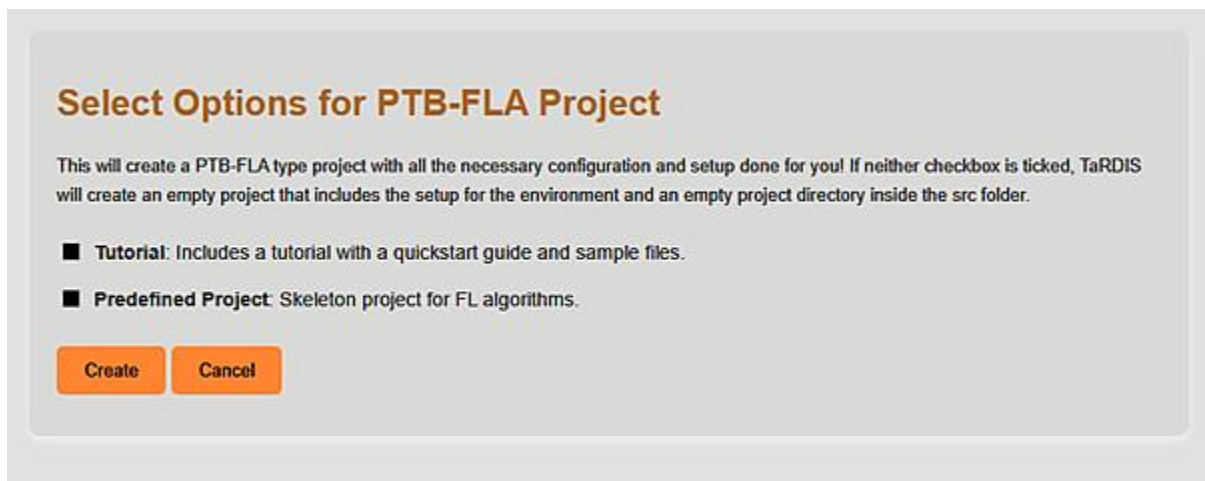 Select Options for PTB-FLA Project
This will create a PTB-FLA type project with all the necessary configuration and setup done for you! If neither checkbox is ticked, TaRDIS
will create an empty project that includes the setup for the environment and an empty project directory inside the src folder.
Tutorial: Includes a tutorial with a quickstart guide and sample files.
Predefined Project: Skeleton project for FL algorithms.
Create Cancel